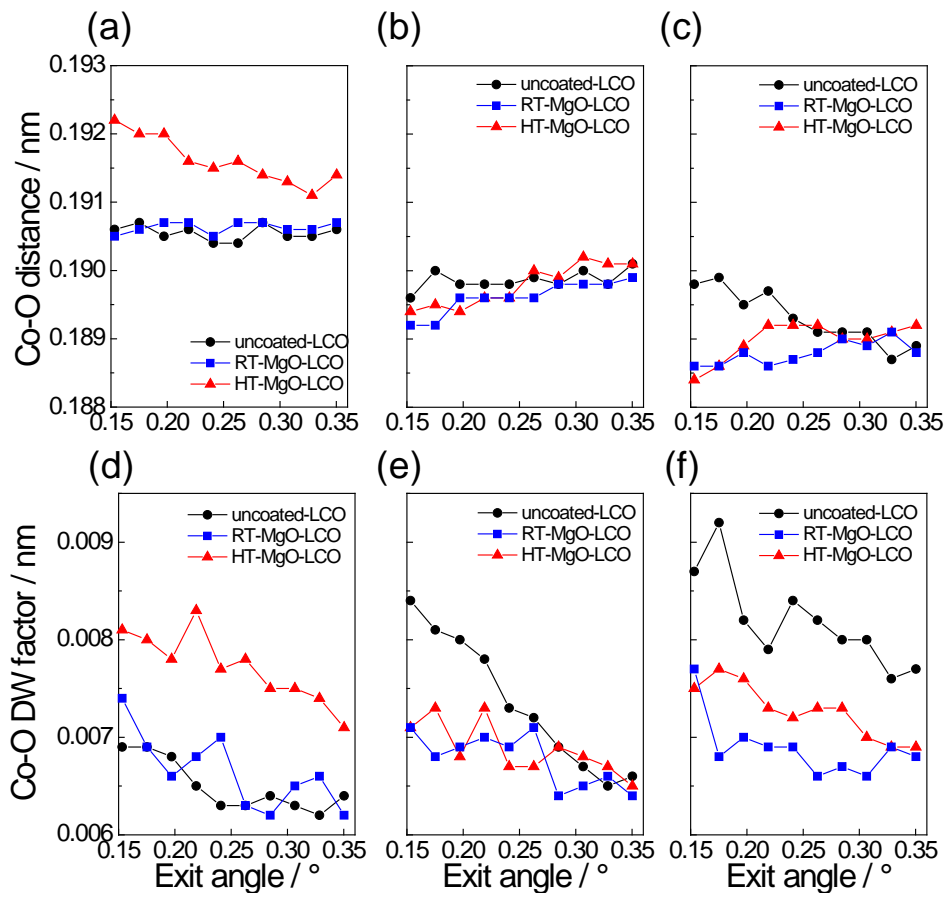 (a) (b) (c)
0.193
0.192
0.191
0.190
0.189
0.188
Co-O distance / nm
uncoated-LCO
RT-MgO-LCO
HT-MgO-LCO
uncoated-LCO
RT-MgO-LCO
HT-MgO-LCO
uncoated-LCO
RT-MgO-LCO
HT-MgO-LCO
0.15 0.20 0.25 0.30 0.35 0.15 0.20 0.25 0.30 0.35 0.15 0.20 0.25 0.30 0.35
(d) (e) (f)
0.009
0.008
0.007
0.006
Co-O DW factor / nm
uncoated-LCO
RT-MgO-LCO
HT-MgO-LCO
uncoated-LCO
RT-MgO-LCO
HT-MgO-LCO
uncoated-LCO
RT-MgO-LCO
HT-MgO-LCO
0.15 0.20 0.25 0.30 0.35 0.15 0.20 0.25 0.30 0.35 0.15 0.20 0.25 0.30 0.35
Exit angle / ° Exit angle / ° Exit angle / °